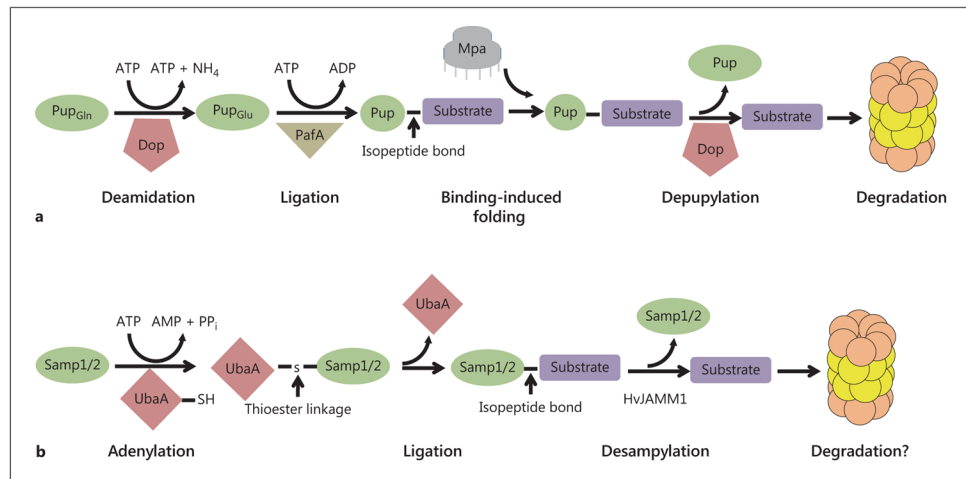 Mpa
ATP ATP + NH₄ ATP ADP Pup
Pup_Gln Pup_Glu Pup Substrate Pup Substrate Substrate
Dop PafA Dop
Isopeptide bond
Deamidation Ligation Binding-induced folding Depupylation Degradation
a
UbaA
ATP AMP + PPᵢ Samp1/2
Samp1/2 UbaA s Samp1/2 Samp1/2 Substrate Substrate
UbaA SH Thioester linkage Isopeptide bond HvJAMM1
b Adenylation Ligation Desampylation Degradation?